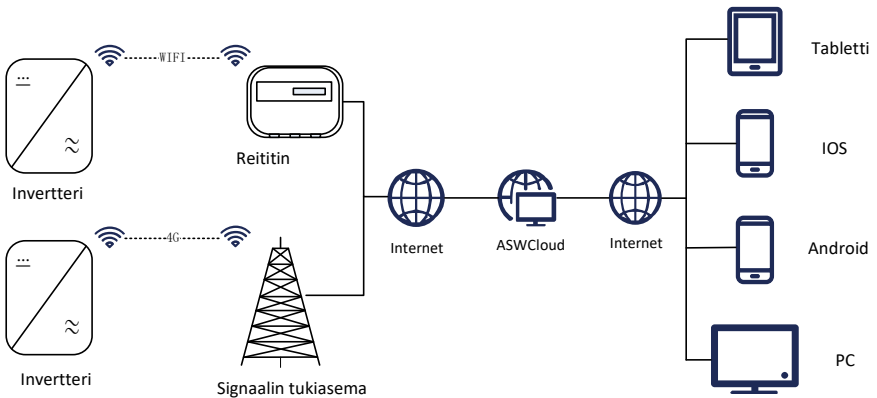 WIFI
Invertteri
Reititin
4G
Invertteri
Signaalin tukiasema
Internet
ASWCloud
Internet
Tabletti
IOS
Android
PC